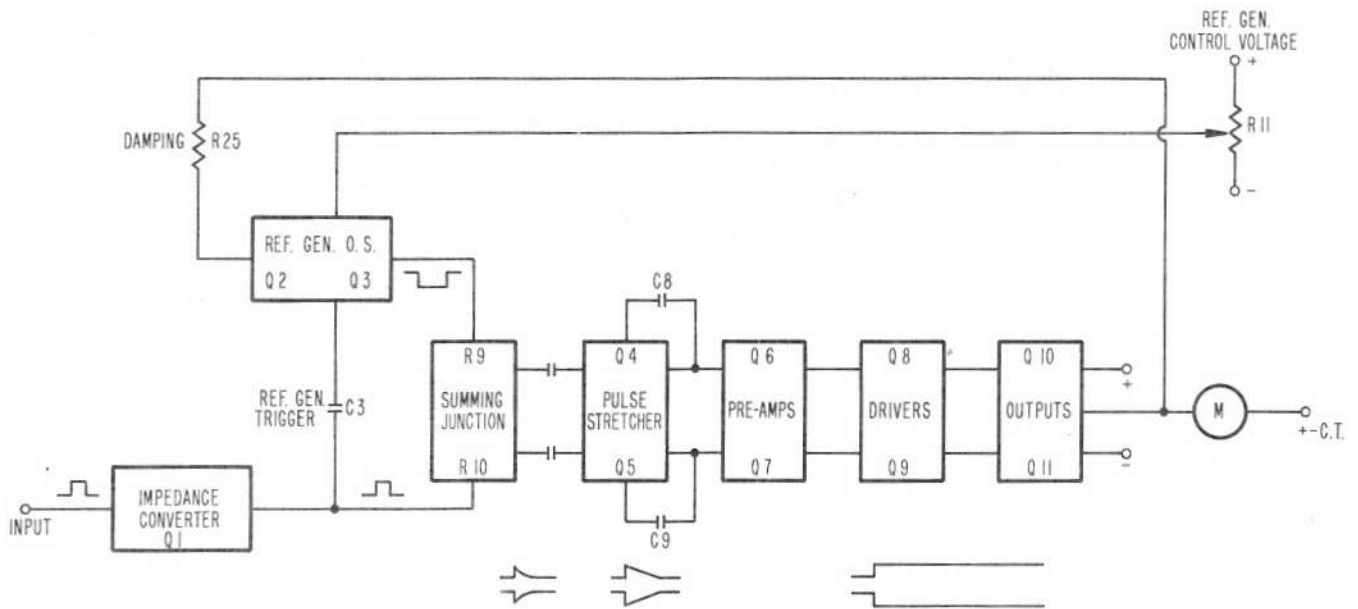 REF. GEN.
CONTROL VOLTAGE
+
R11
-
DAMPING
R25
REF. GEN. O.S.
Q2 Q3
C8
R9
SUMMING
JUNCTION
R10
Q4
PULSE
STRETCHER
Q5
Q6
PRE-AMPS
Q7
Q8
DRIVERS
Q9
Q10
OUTPUTS
Q11
+
-
M
+-C.T.
REF. GEN.
TRIGGER
C3
C9
INPUT
IMPEDANCE
CONVERTER
Q1